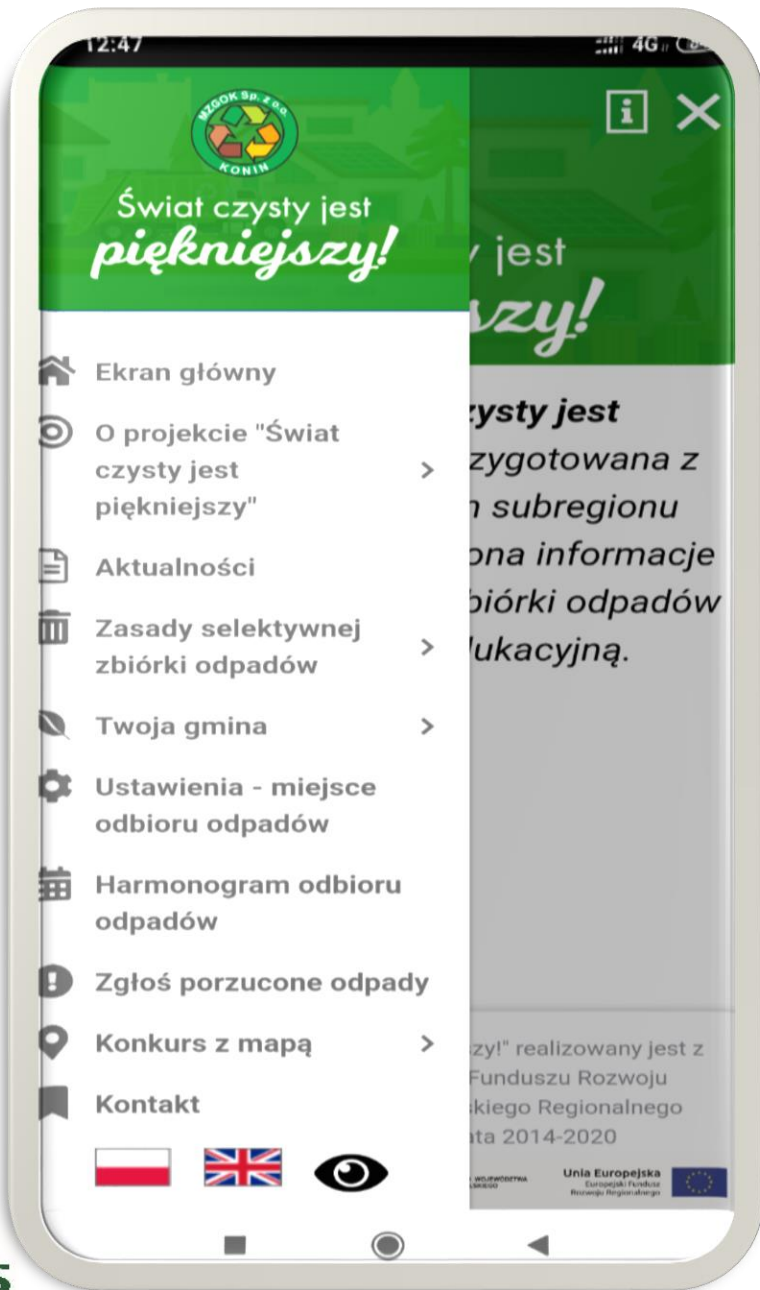 12:47
4G
MZGOK Sp. z o.o.
KONIN
Świat czysty jest
piękniejszy!
Ekran główny
O projekcie "Świat
czysty jest
piękniejszy"
Aktualności
Zasady selektywnej
zbiórki odpadów
Twoja gmina
Ustawienia - miejsce
odbioru odpadów
Harmonogram odbioru
odpadów
Zgłoś porzucone odpady
Konkurs z mapą
Kontakt
jest
szy!
zysty jest
zygotowana z
subregionu
ona informacje
biórki odpadów
ukacyjną.
zy!" realizowany jest z
Funduszu Rozwoju
kiego Regionalnego
ata 2014-2020
Unia Europejska
Europejski Fundusz
Rozwoju Regionalnego